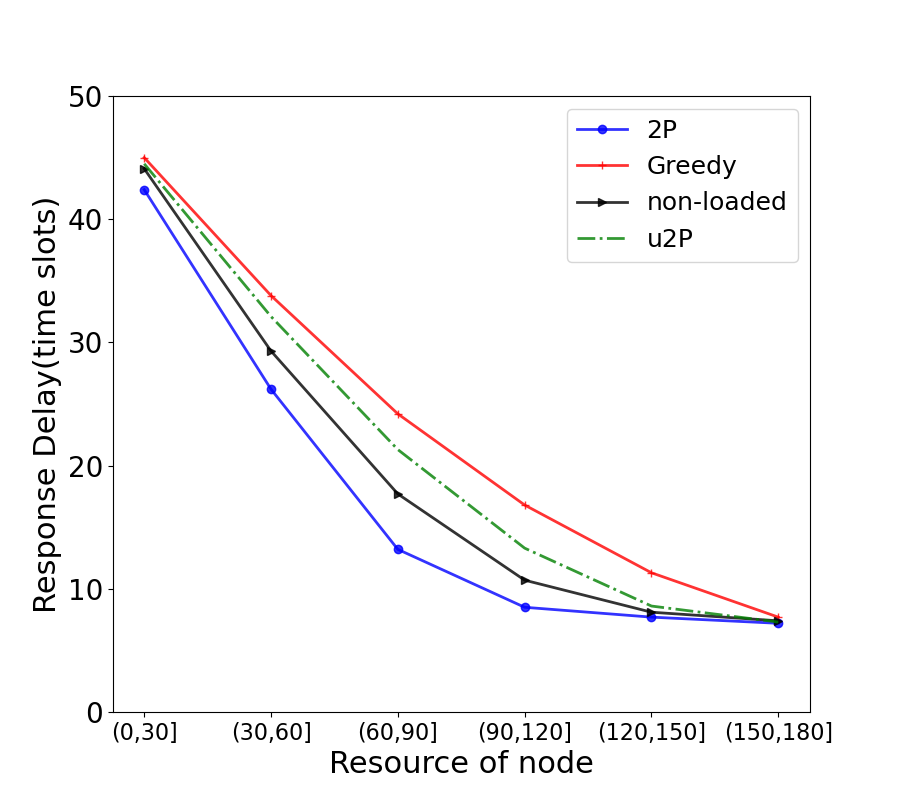 50
40
30
20
10
0
Response Delay(time slots)
2P
Greedy
non-loaded
u2P
(0,30] (30,60] (60,90] (90,120] (120,150] (150,180]
Resource of node